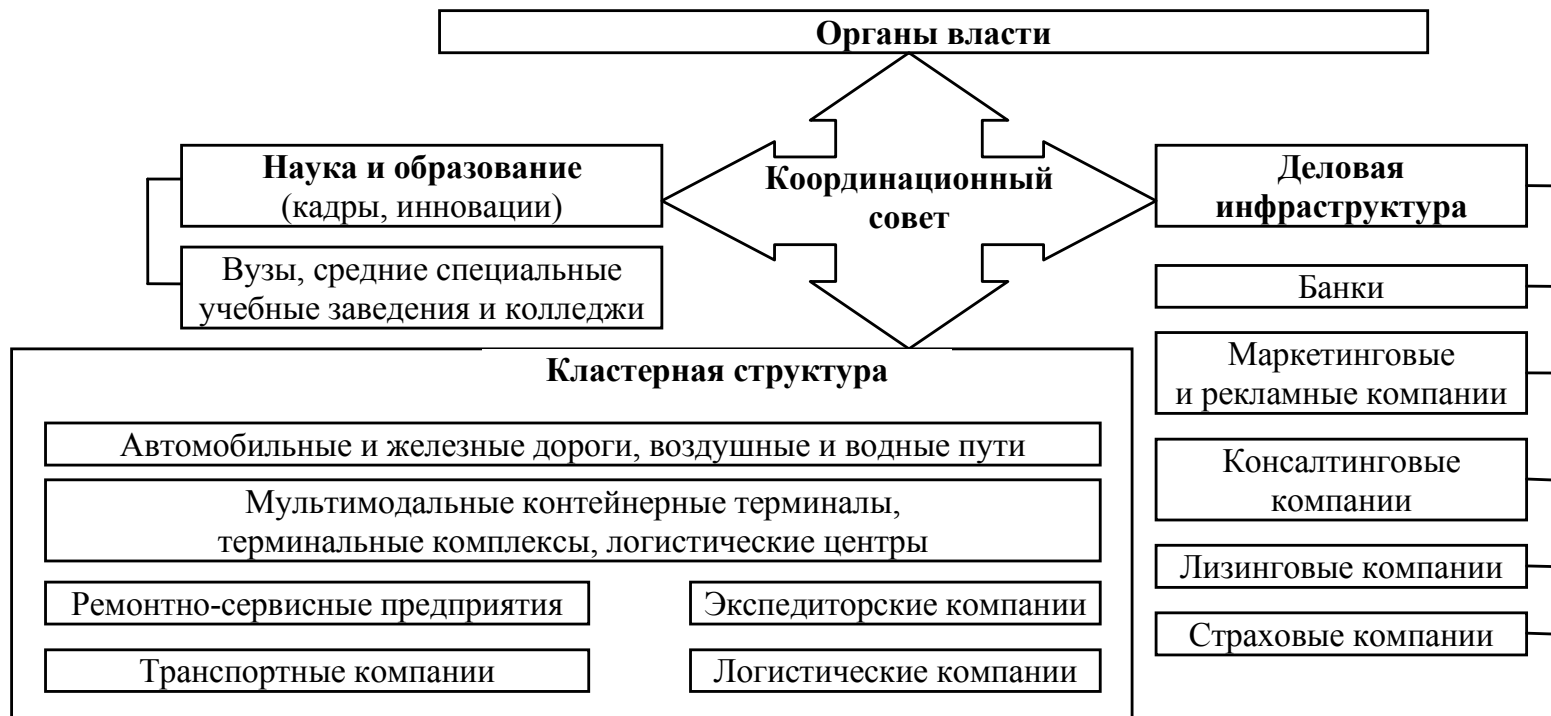 Органы власти
Наука и образование
(кадры, инновации)
Вузы, средние специальные
учебные заведения и колледжи
Координационный
совет
Деловая
инфраструктура
Банки
Маркетинговые
и рекламные компании
Консалтинговые
компании
Лизинговые компании
Страховые компании
Кластерная структура
Автомобильные и железные дороги, воздушные и водные пути
Мультимодальные контейнерные терминалы,
терминальные комплексы, логистические центры
Ремонтно-сервисные предприятия
Экспедиторские компании
Транспортные компании
Логистические компании